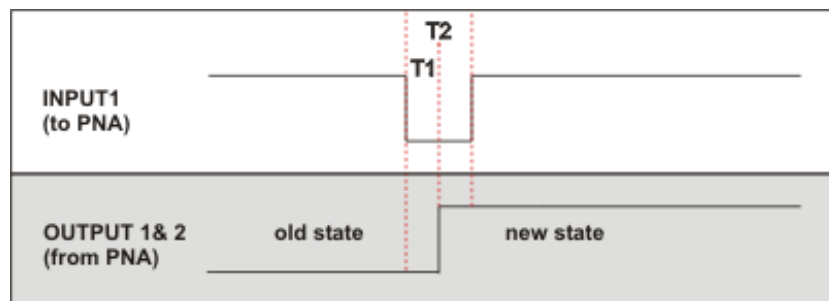 T2
T1
INPUT1
(to PNA)
OUTPUT 1& 2
(from PNA)
old state
new state